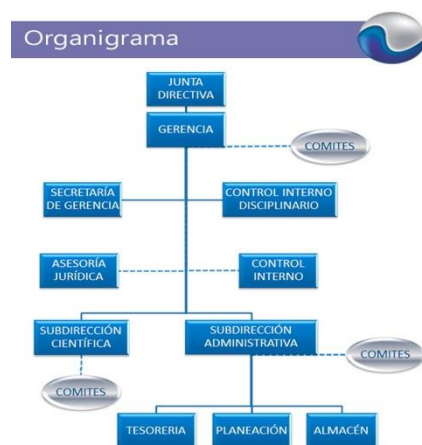 Organigrama
JUNTA
DIRECTIVA
GERENCIA
COMITES
SECRETARÍA
DE GERENCIA
CONTROL INTERNO
DISCIPLINARIO
ASESORÍA
JURÍDICA
CONTROL
INTERNO
SUBDIRECCIÓN
CIENTÍFICA
SUBDIRECCIÓN
ADMINISTRATIVA
COMITES
COMITES
TESORERIA
PLANEACIÓN
ALMACÉN